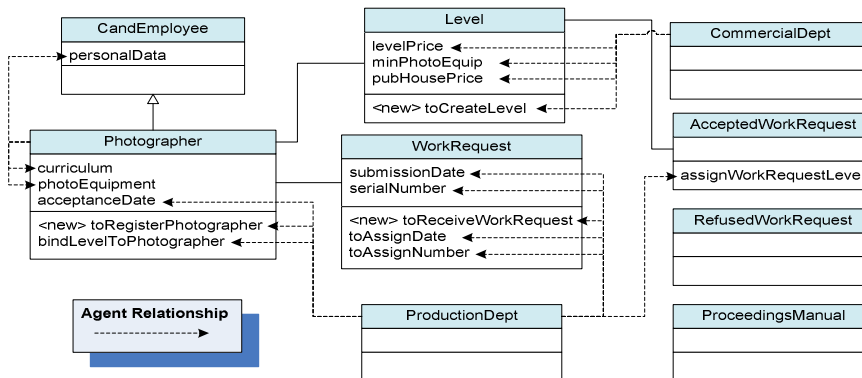 CandEmployee
personalData
Photographer
curriculum
photoEquipment
acceptanceDate
<new> toRegisterPhotographer
bindLevelToPhotographer
Level
levelPrice
minPhotoEquip
pubHousePrice
<new> toCreateLevel
WorkRequest
submissionDate
serialNumber
<new> toReceiveWorkRequest
toAssignDate
toAssignNumber
CommercialDept
AcceptedWorkRequest
assignWorkRequestLevel
RefusedWorkRequest
ProductionDept
ProceedingsManual
Agent Relationship